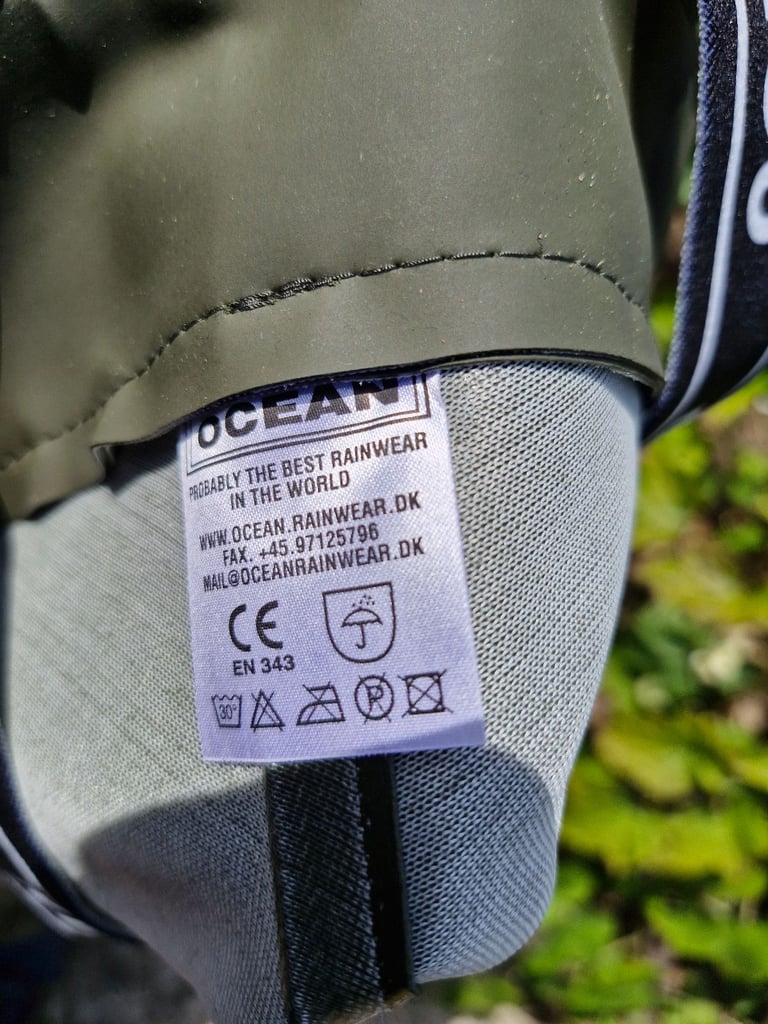 OCEAN
PROBABLY THE BEST RAINWEAR
IN THE WORLD
WWW.OCEAN.RAINWEAR.DK
FAX. +45.97125796
MAIL@OCEANRAINWEAR.DK
CE
EN 343
30° P